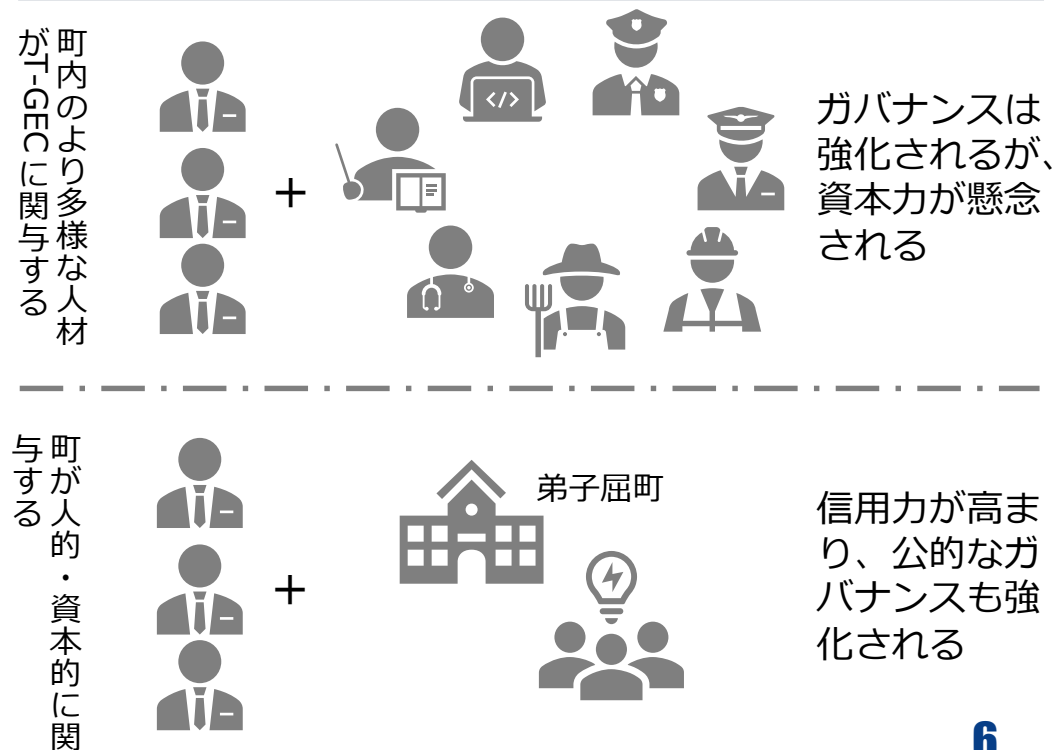 町内のより多様な人材
がT-GECに関与する
+
ガバナンスは
強化されるが、
資本力が懸念
される
町が人的・資本的に関
与する
+
弟子屈町
信用力が高ま
り、公的なガ
バナンスも強
化される
6